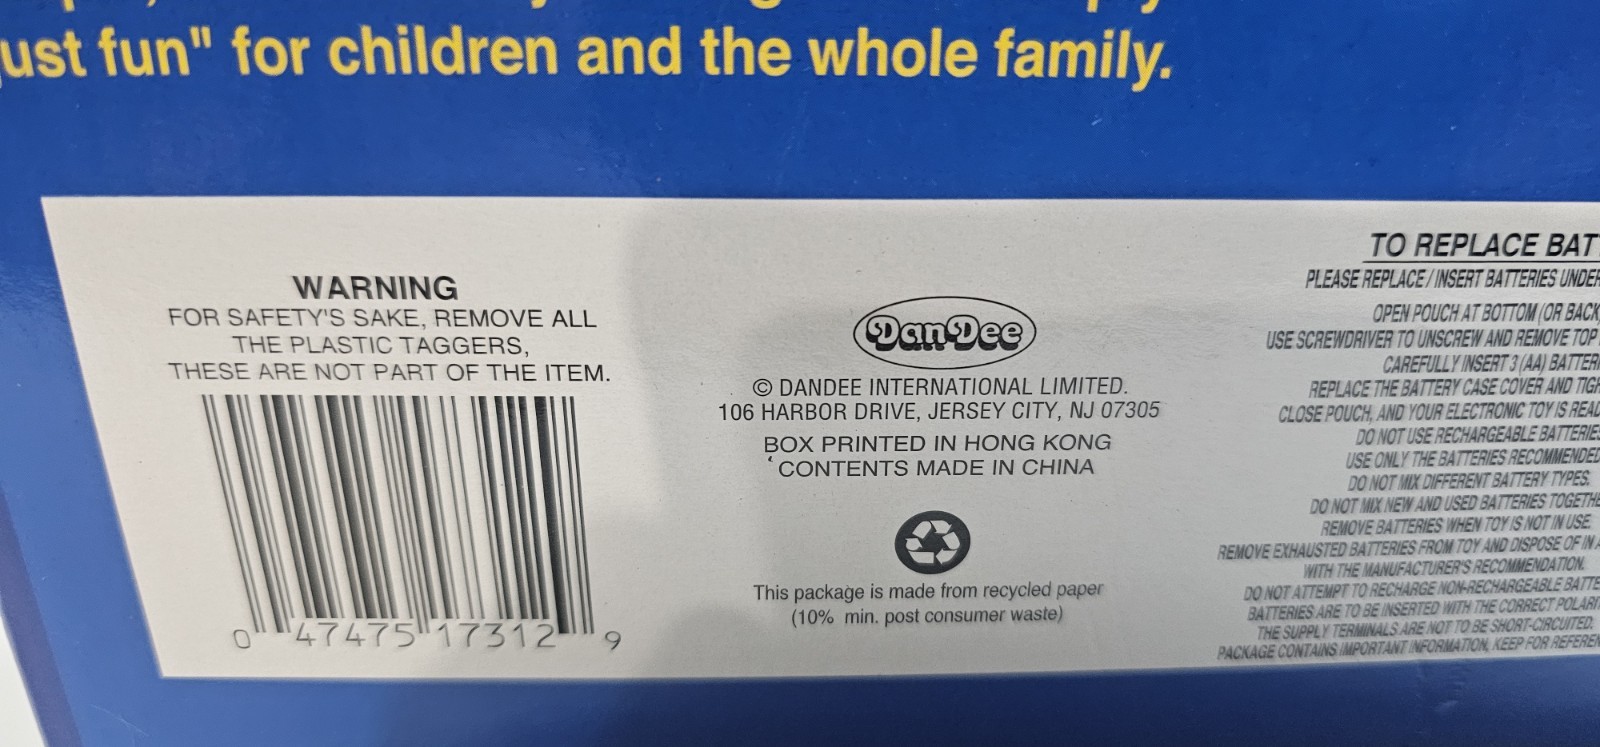 ust fun" for children and the whole family.
WARNING
FOR SAFETY'S SAKE, REMOVE ALL
THE PLASTIC TAGGERS,
THESE ARE NOT PART OF THE ITEM.
0 47475 17312 9
DanDee
© DANDEE INTERNATIONAL LIMITED.
106 HARBOR DRIVE, JERSEY CITY, NJ 07305
BOX PRINTED IN HONG KONG
CONTENTS MADE IN CHINA
This package is made from recycled paper
(10% min. post consumer waste)
TO REPLACE BAT
PLEASE REPLACE / INSERT BATTERIES UNDER
OPEN POUCH AT BOTTOM (OR BACK
USE SCREWDRIVER TO UNSCREW AND REMOVE TOP
CAREFULLY INSERT 3 (AA) BATTER
REPLACE THE BATTERY CASE COVER AND TIGH
CLOSE POUCH, AND YOUR ELECTRONIC TOY IS READ
DO NOT USE RECHARGEABLE BATTERIES
USE ONLY THE BATTERIES RECOMMENDED
DO NOT MIX DIFFERENT BATTERY TYPES.
DO NOT MIX NEW AND USED BATTERIES TOGETHE
REMOVE BATTERIES WHEN TOY IS NOT IN USE.
REMOVE EXHAUSTED BATTERIES FROM TOY AND DISPOSE OF IN A
WITH THE MANUFACTURER'S RECOMMENDATION.
DO NOT ATTEMPT TO RECHARGE NON-RECHARGEABLE BATTE
BATTERIES ARE TO BE INSERTED WITH THE CORRECT POLARI
THE SUPPLY TERMINALS ARE NOT TO BE SHORT-CIRCUITED.
PACKAGE CONTAINS IMPORTANT INFORMATION, KEEP FOR REFEREN